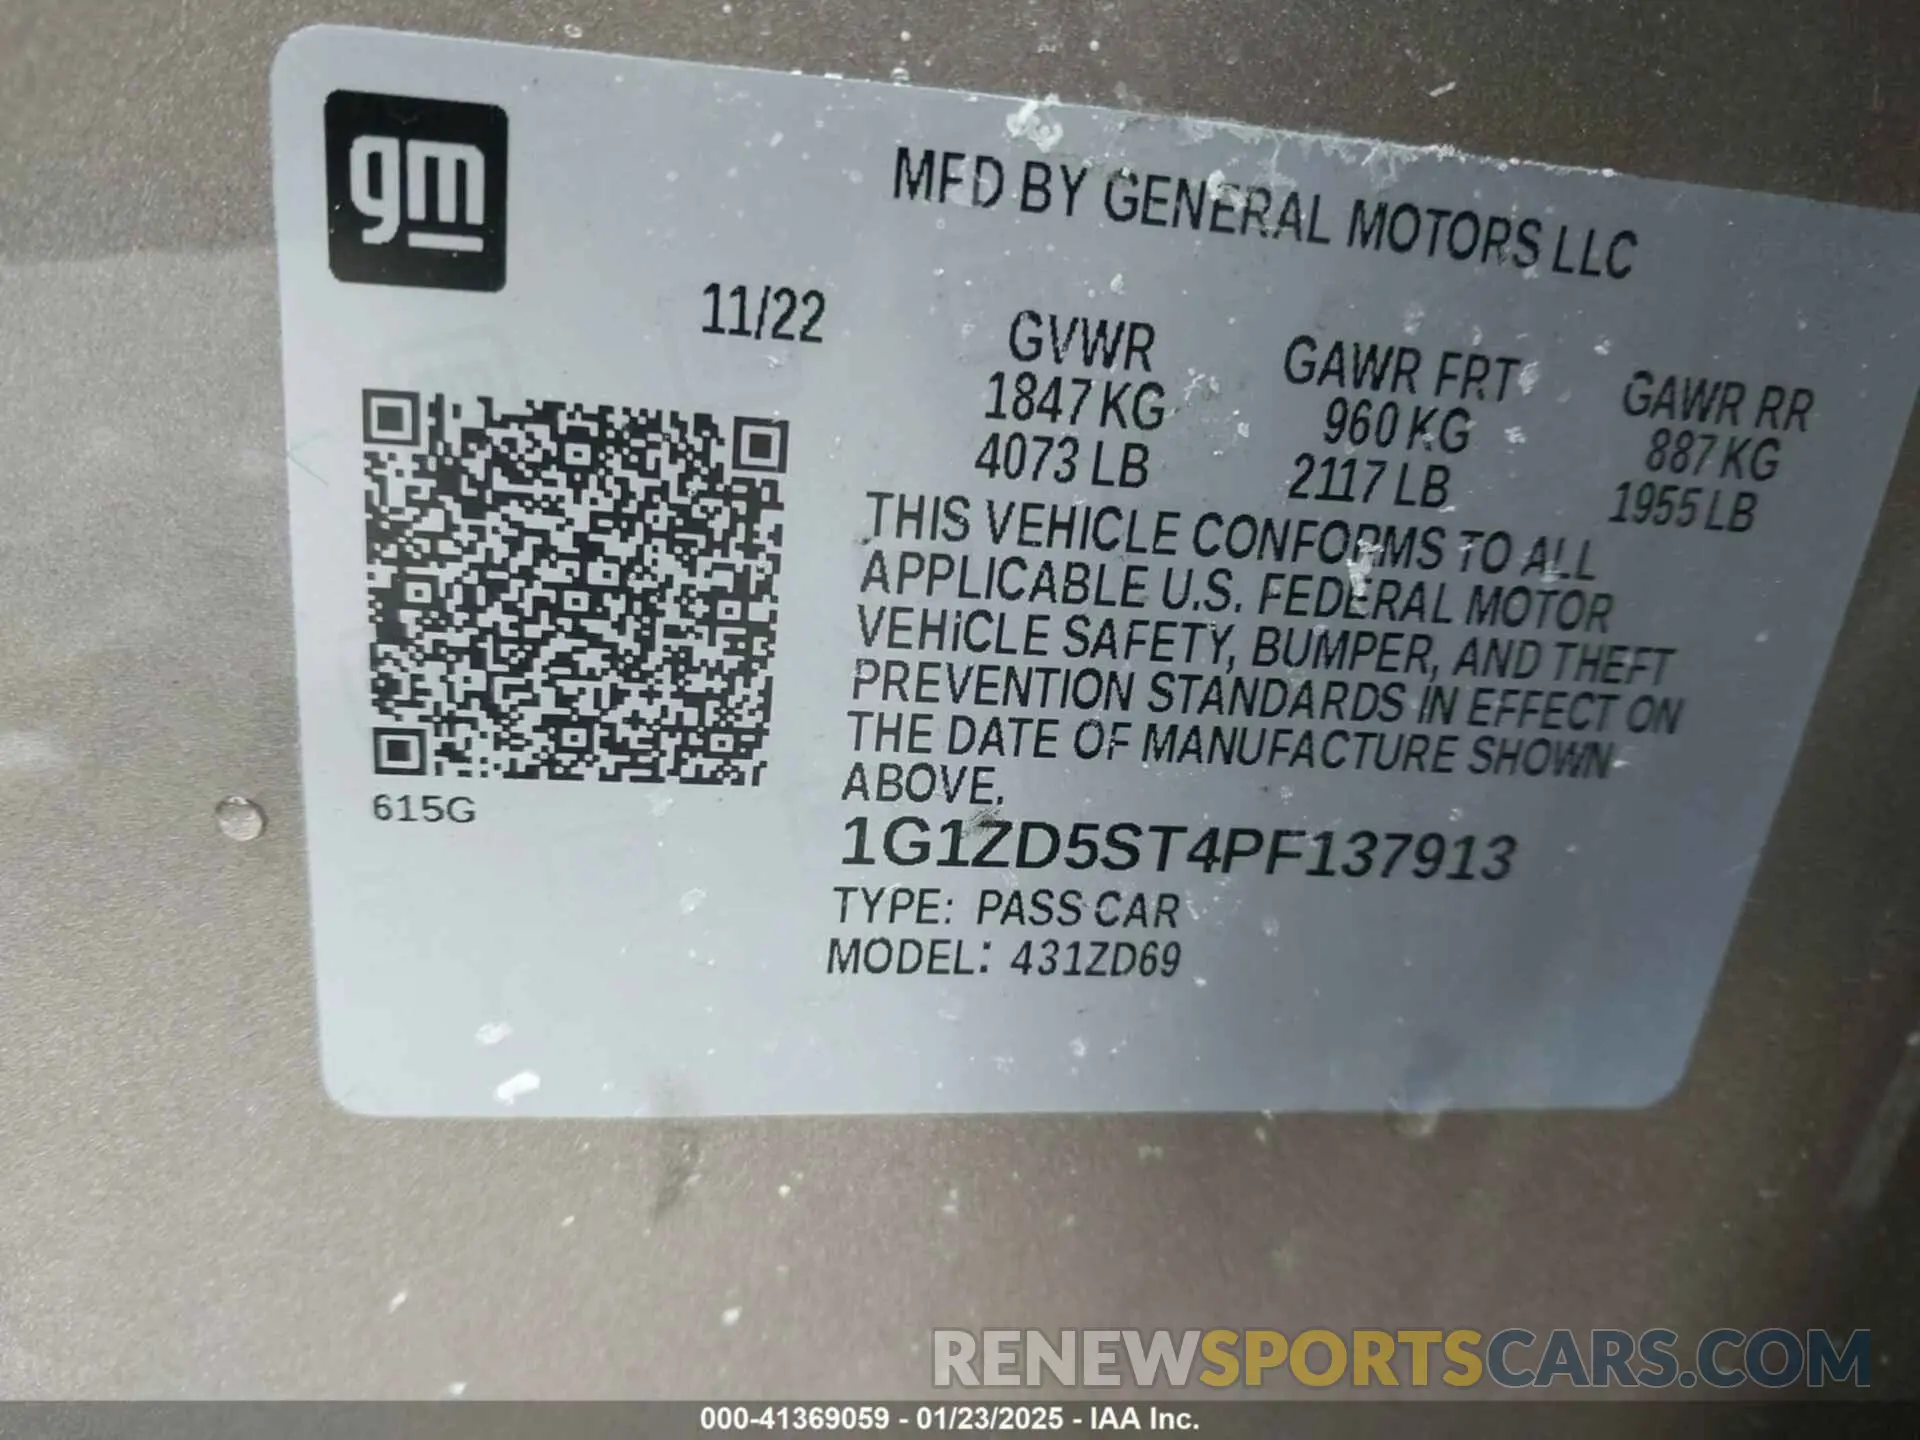 gm
MFD BY GENERAL MOTORS LLC
11/22
GVWR GAWR FRT GAWR RR
1847 KG 960 KG 887 KG
4073 LB 2117 LB 1955 LB
THIS VEHICLE CONFORMS TO ALL
APPLICABLE U.S. FEDERAL MOTOR
VEHICLE SAFETY, BUMPER, AND THEFT
PREVENTION STANDARDS IN EFFECT ON
THE DATE OF MANUFACTURE SHOWN
ABOVE.
615G
1G1ZD5ST4PF137913
TYPE: PASS CAR
MODEL: 431ZD69
RENEWSPORTSCARS.COM
000-41369059 - 01/23/2025 - IAA Inc.